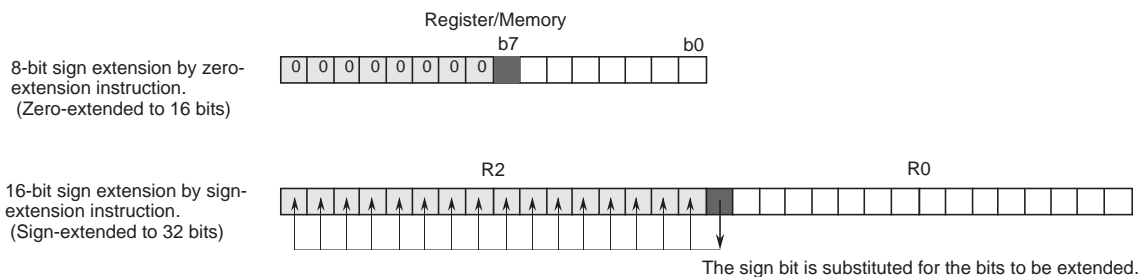 Register/Memory
b7 b0
8-bit sign extension by zero-
extension instruction.
(Zero-extended to 16 bits)
0 0 0 0 0 0 0 0
R2 R0
16-bit sign extension by sign-
extension instruction.
(Sign-extended to 32 bits)
The sign bit is substituted for the bits to be extended.